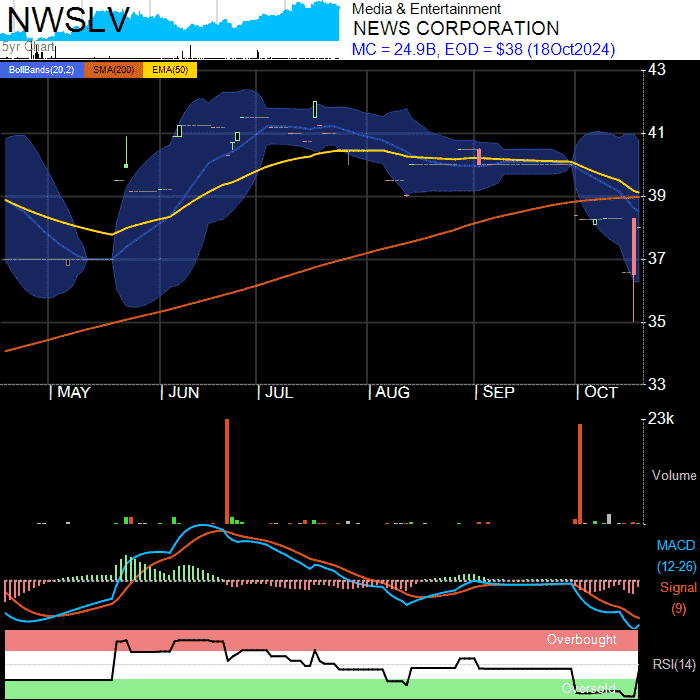 NWSLV
5yr Chart
Media & Entertainment
NEWS CORPORATION
MC = 24.9B, EOD = $38 (18Oct2024)
BollBands(20,2) SMA(200) EMA(50)
43
41
39
37
35
33
| MAY | JUN | JUL | AUG | SEP | OCT
23k
Volume
MACD
(12-26)
Signal
(9)
Overbought
RSI(14)
Oversold